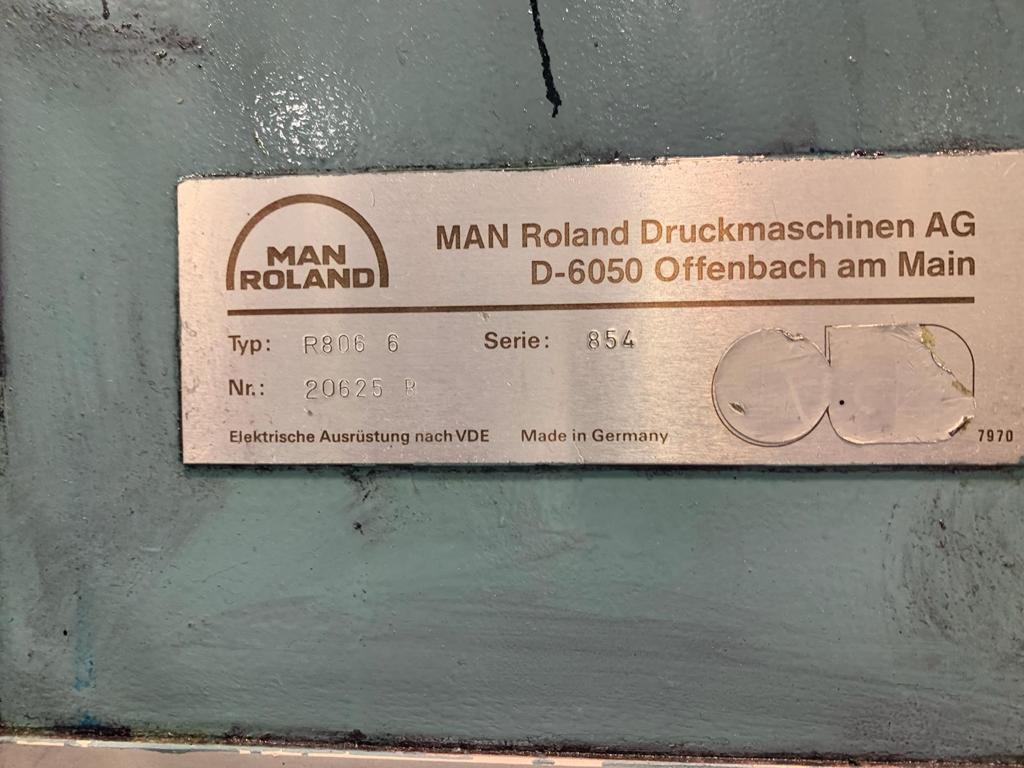 MAN
ROLAND
MAN Roland Druckmaschinen AG
D-6050 Offenbach am Main
Typ: R806 6 Serie: 854
Nr.: 20625 B
Elektrische Ausrüstung nach VDE Made in Germany
7970